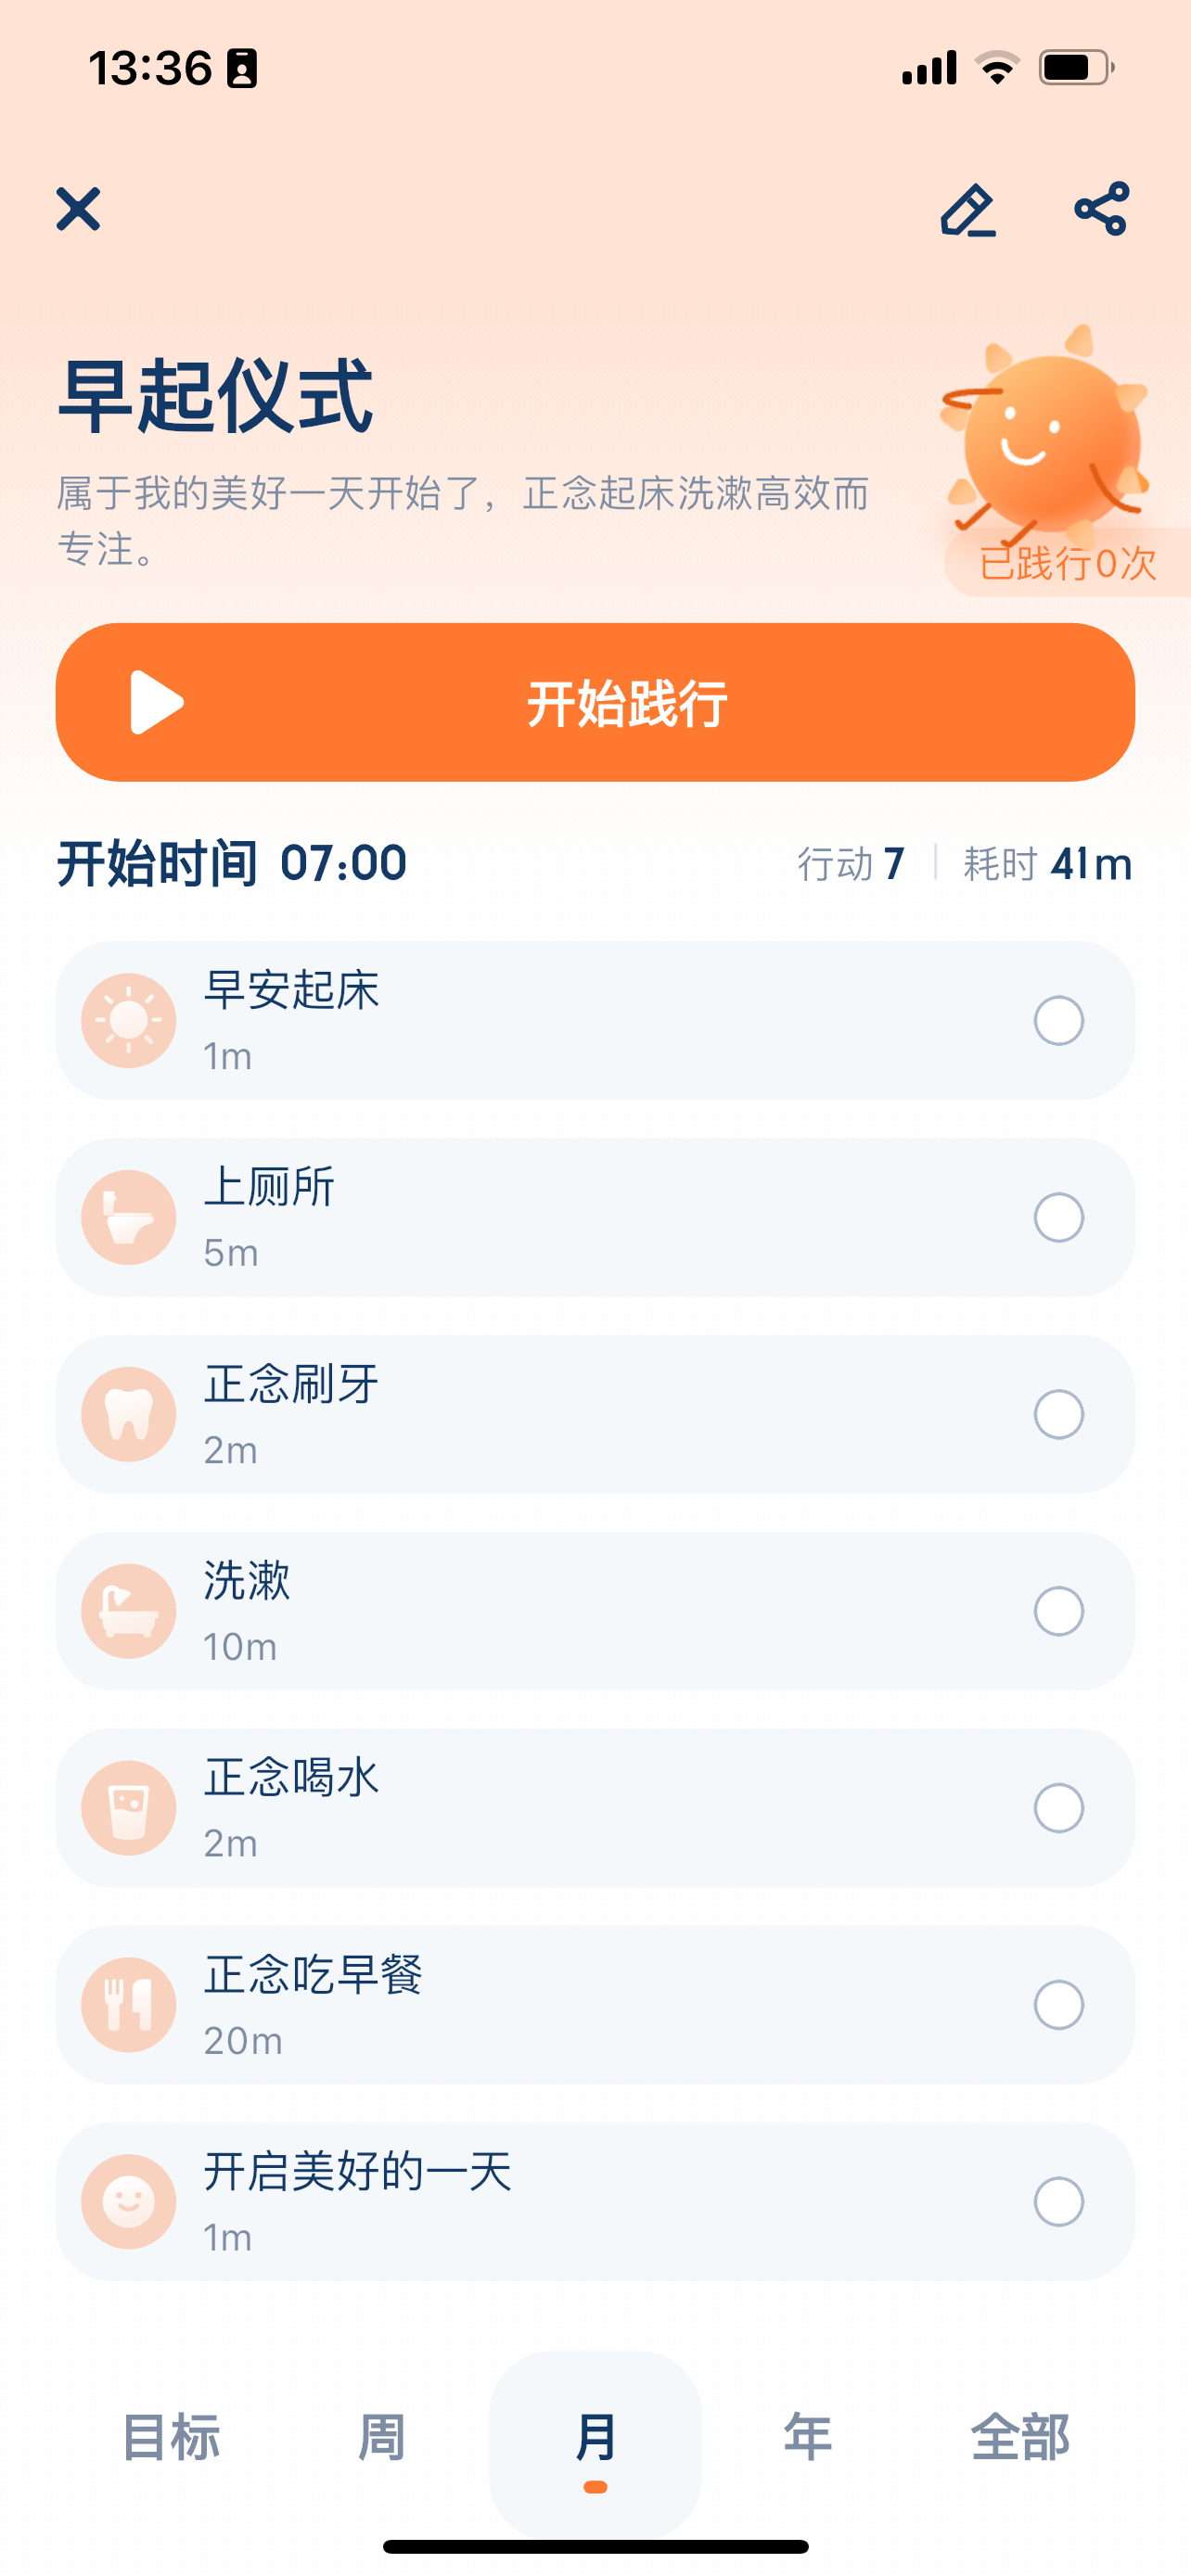 13:36
早起仪式
属于我的美好一天开始了，正念起床洗漱高效而
专注。
已践行0次
开始践行
开始时间 07:00
行动 7 耗时 41m
早安起床
1m
上厕所
5m
正念刷牙
2m
洗漱
10m
正念喝水
2m
正念吃早餐
20m
开启美好的一天
1m
目标 周 月 年 全部